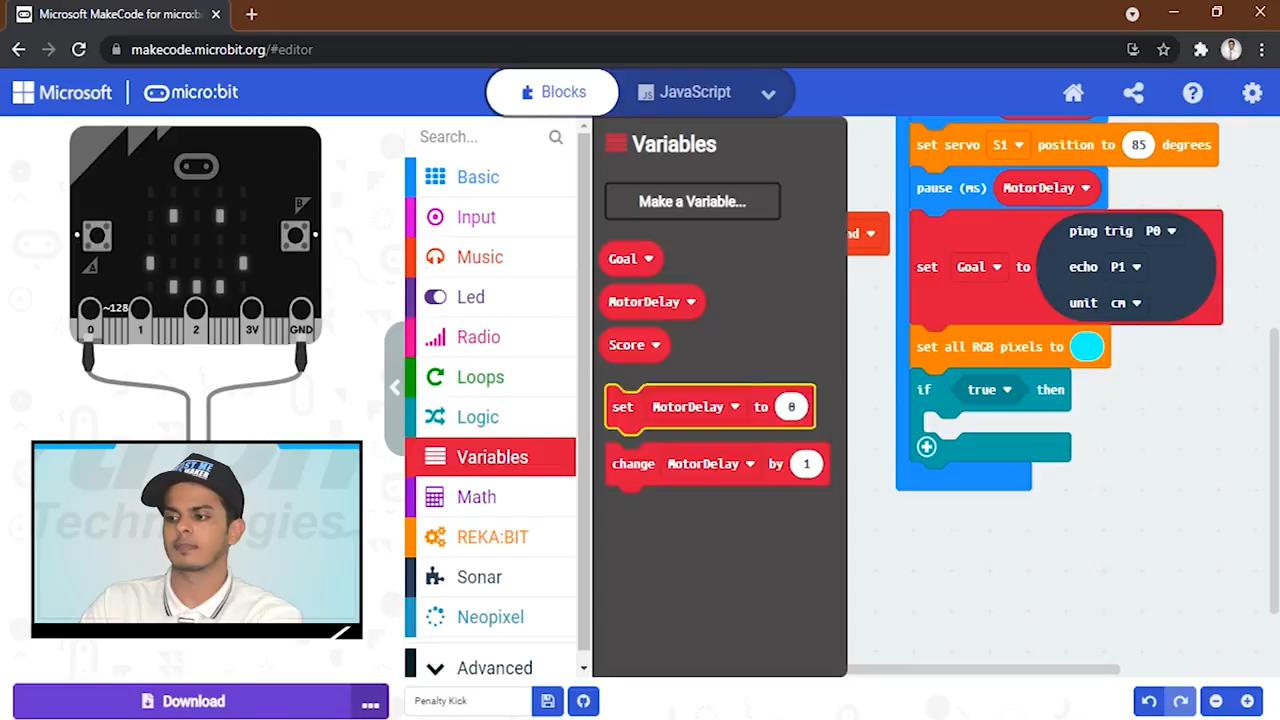 Microsoft MakeCode for micro:b
makecode.microbit.org/#editor
Microsoft
micro:bit
Blocks
JavaScript
B
A
~128
0
1
2
3V
GND
ST ME
MAKER
Technologies
Download
...
Search...
Basic
Input
Music
Led
Radio
Loops
Logic
Variables
Math
REKA:BIT
Sonar
Neopixel
Advanced
Penalty Kick
Variables
Make a Variable...
Goal
MotorDelay
Score
set MotorDelay to 0
change MotorDelay by 1
nd
set servo S1 position to 85 degrees
pause (ms) MotorDelay
set Goal to ping trig P0
echo P1
unit cm
set all RGB pixels to
if true then